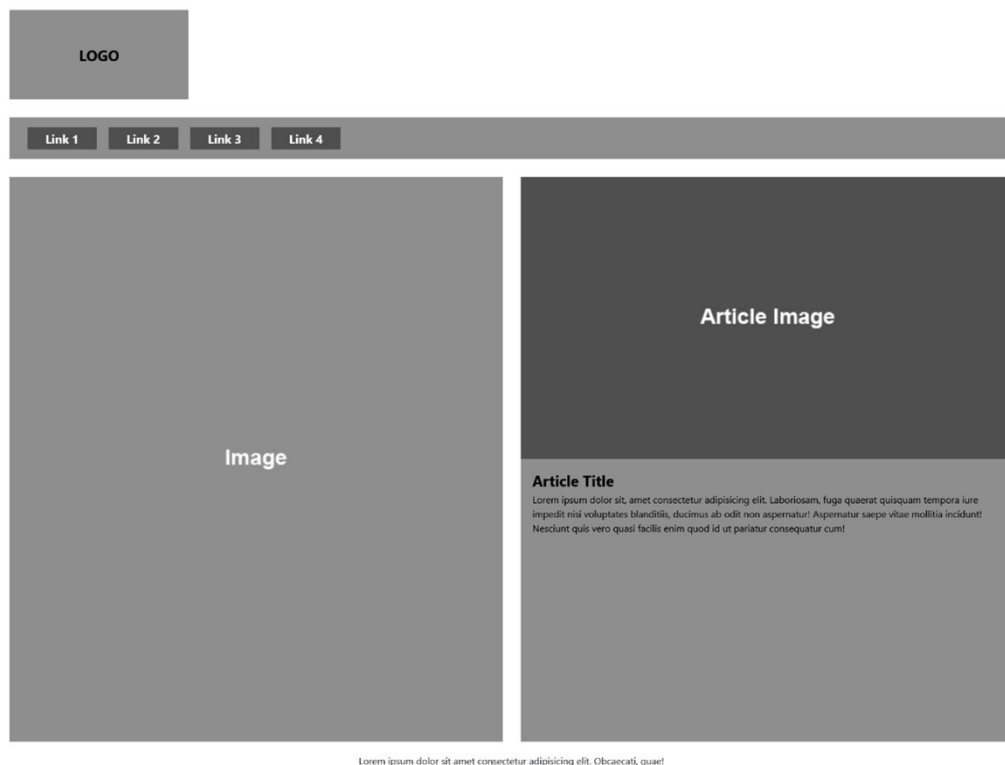 LOGO
Link 1 Link 2 Link 3 Link 4
Image
Article Image
Article Title
Lorem ipsum dolor sit, amet consectetur adipisicing elit. Laboriosam, fuga quaerat quisquam tempora iure
impedit nisi voluptates blanditiis, ducimus ab odit non aspernatur! Aspernatur saepe vitae mollitia incidunt!
Nesciunt quis vero quasi facilis enim quod id ut pariatur consequatur cum!
Lorem ipsum dolor sit amet consectetur adipisicing elit. Obcaecati, quae!